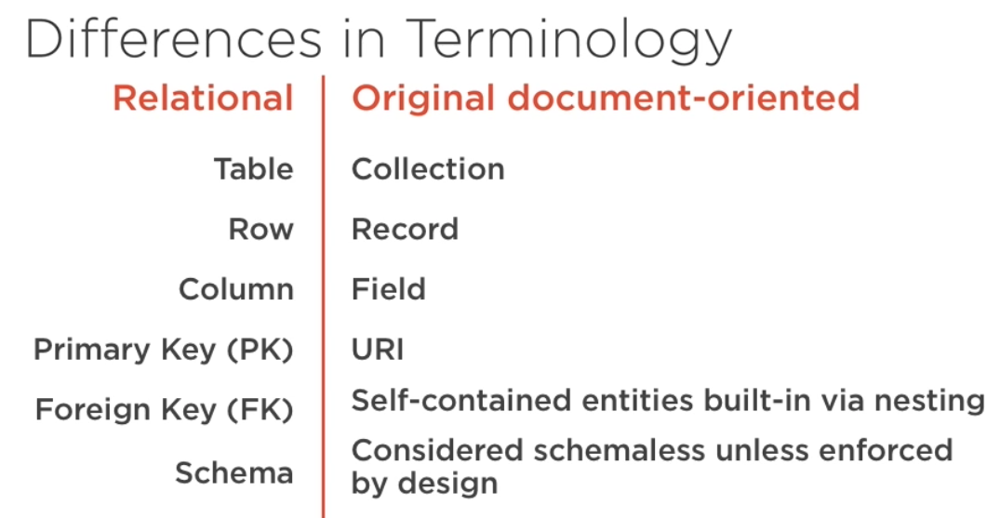 Differences in Terminology
Relational Original document-oriented
Table Collection
Row Record
Column Field
Primary Key (PK) URI
Foreign Key (FK) Self-contained entities built-in via nesting
Schema Considered schemaless unless enforced
by design